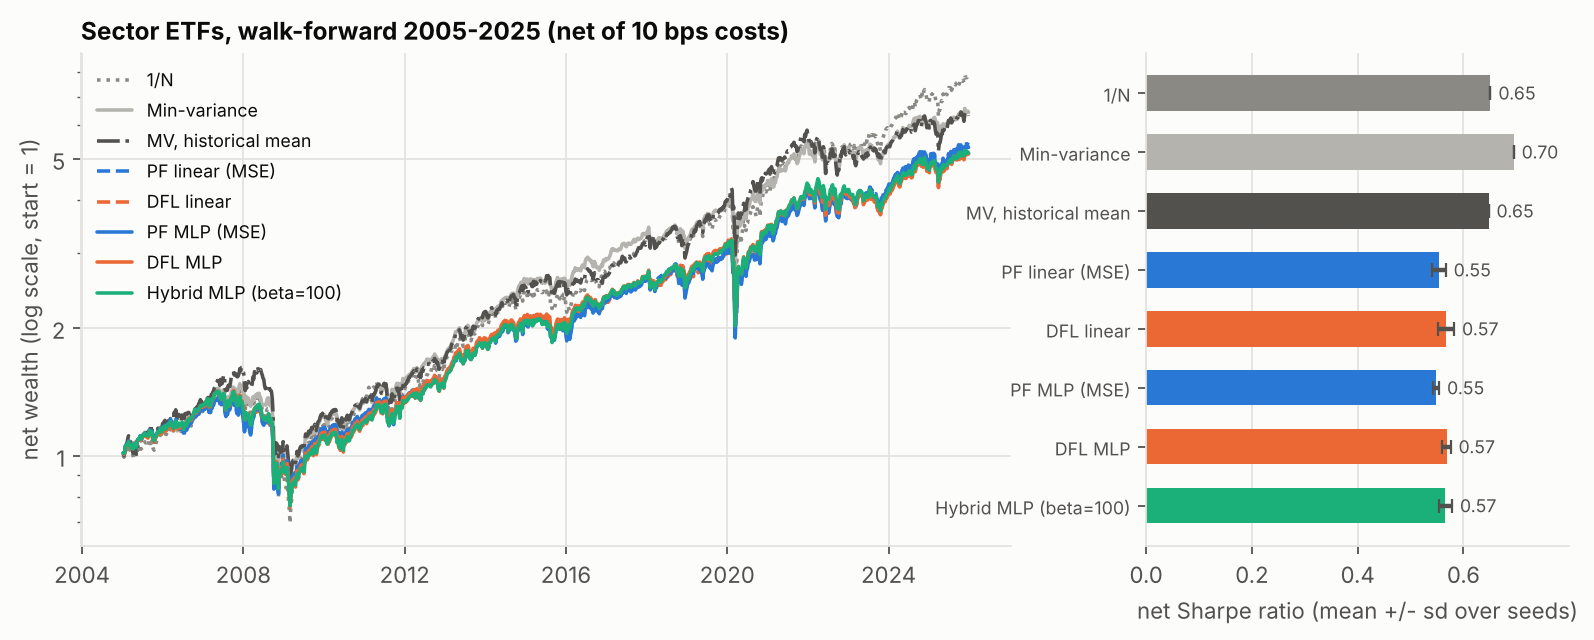 Sector ETFs, walk-forward 2005-2025 (net of 10 bps costs)
net wealth (log scale, start = 1)
5
2
1
1/N
Min-variance
MV, historical mean
PF linear (MSE)
DFL linear
PF MLP (MSE)
DFL MLP
Hybrid MLP (beta=100)
2004 2008 2012 2016 2020 2024
1/N 0.65
Min-variance 0.70
MV, historical mean 0.65
PF linear (MSE) 0.55
DFL linear 0.57
PF MLP (MSE) 0.55
DFL MLP 0.57
Hybrid MLP (beta=100) 0.57
0.0 0.2 0.4 0.6
net Sharpe ratio (mean +/- sd over seeds)